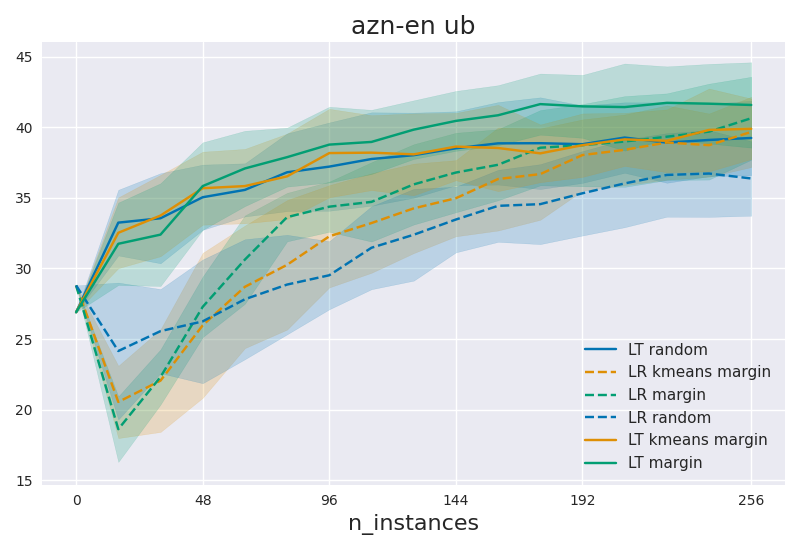 azn-en ub
45
40
35
30
25
20
15
0 48 96 144 192 256
n_instances
LT random
LR kmeans margin
LR margin
LR random
LT kmeans margin
LT margin